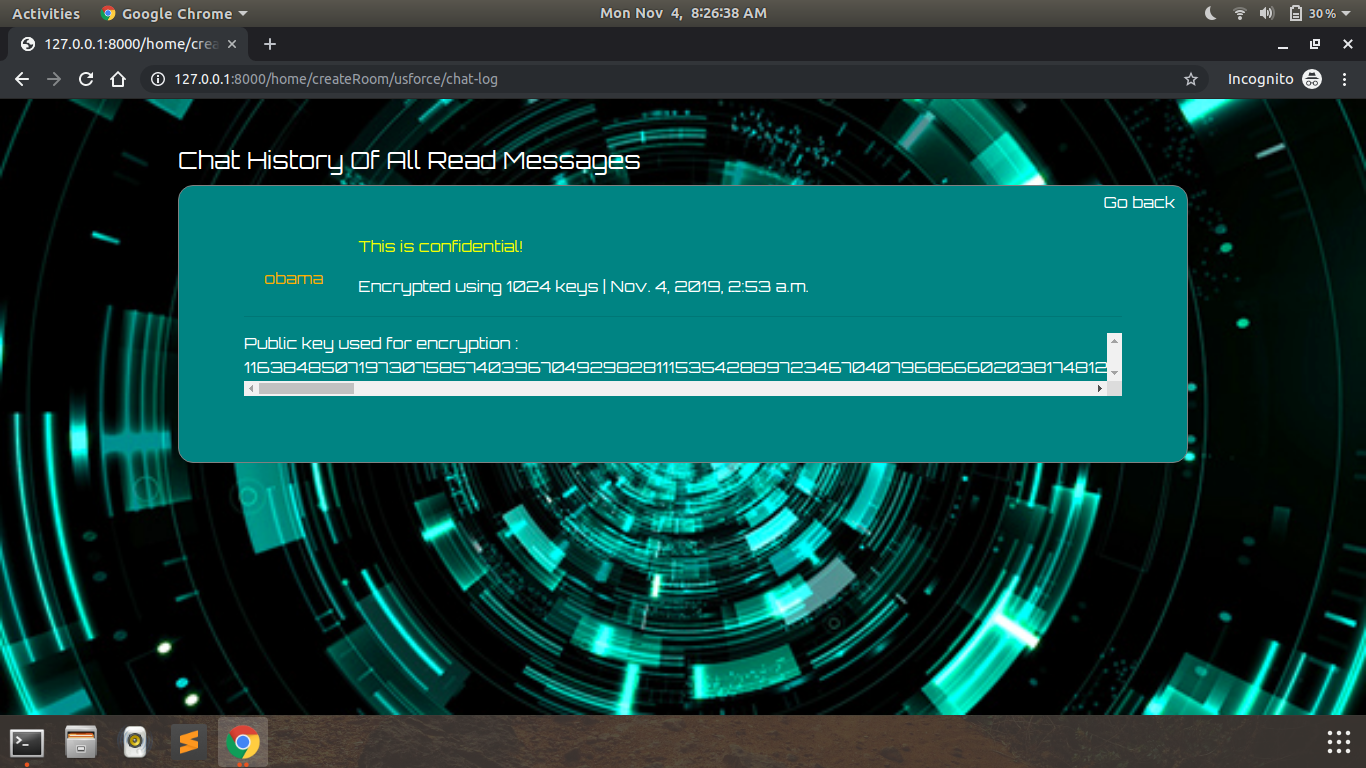 Activities Google Chrome Mon Nov 4, 8:26:38 AM 30 %
127.0.0.1:8000/home/crea
127.0.0.1:8000/home/createRoom/usforce/chat-log Incognito
Chat History Of All Read Messages
Go back
This is confidential!
obama
Encrypted using 1024 keys | Nov. 4, 2019, 2:53 a.m.
Public key used for encryption :